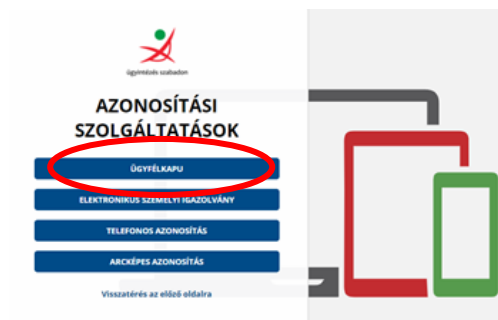 ügyintézés szabadon
AZONOSÍTÁSI
SZOLGÁLTATÁSOK
ÜGYFÉLKAPU
ELEKTRONIKUS SZEMÉLYI IGAZOLVÁNY
TELEFONOS AZONOSÍTÁS
ARCKÉPES AZONOSÍTÁS
Visszatérés az előző oldalra